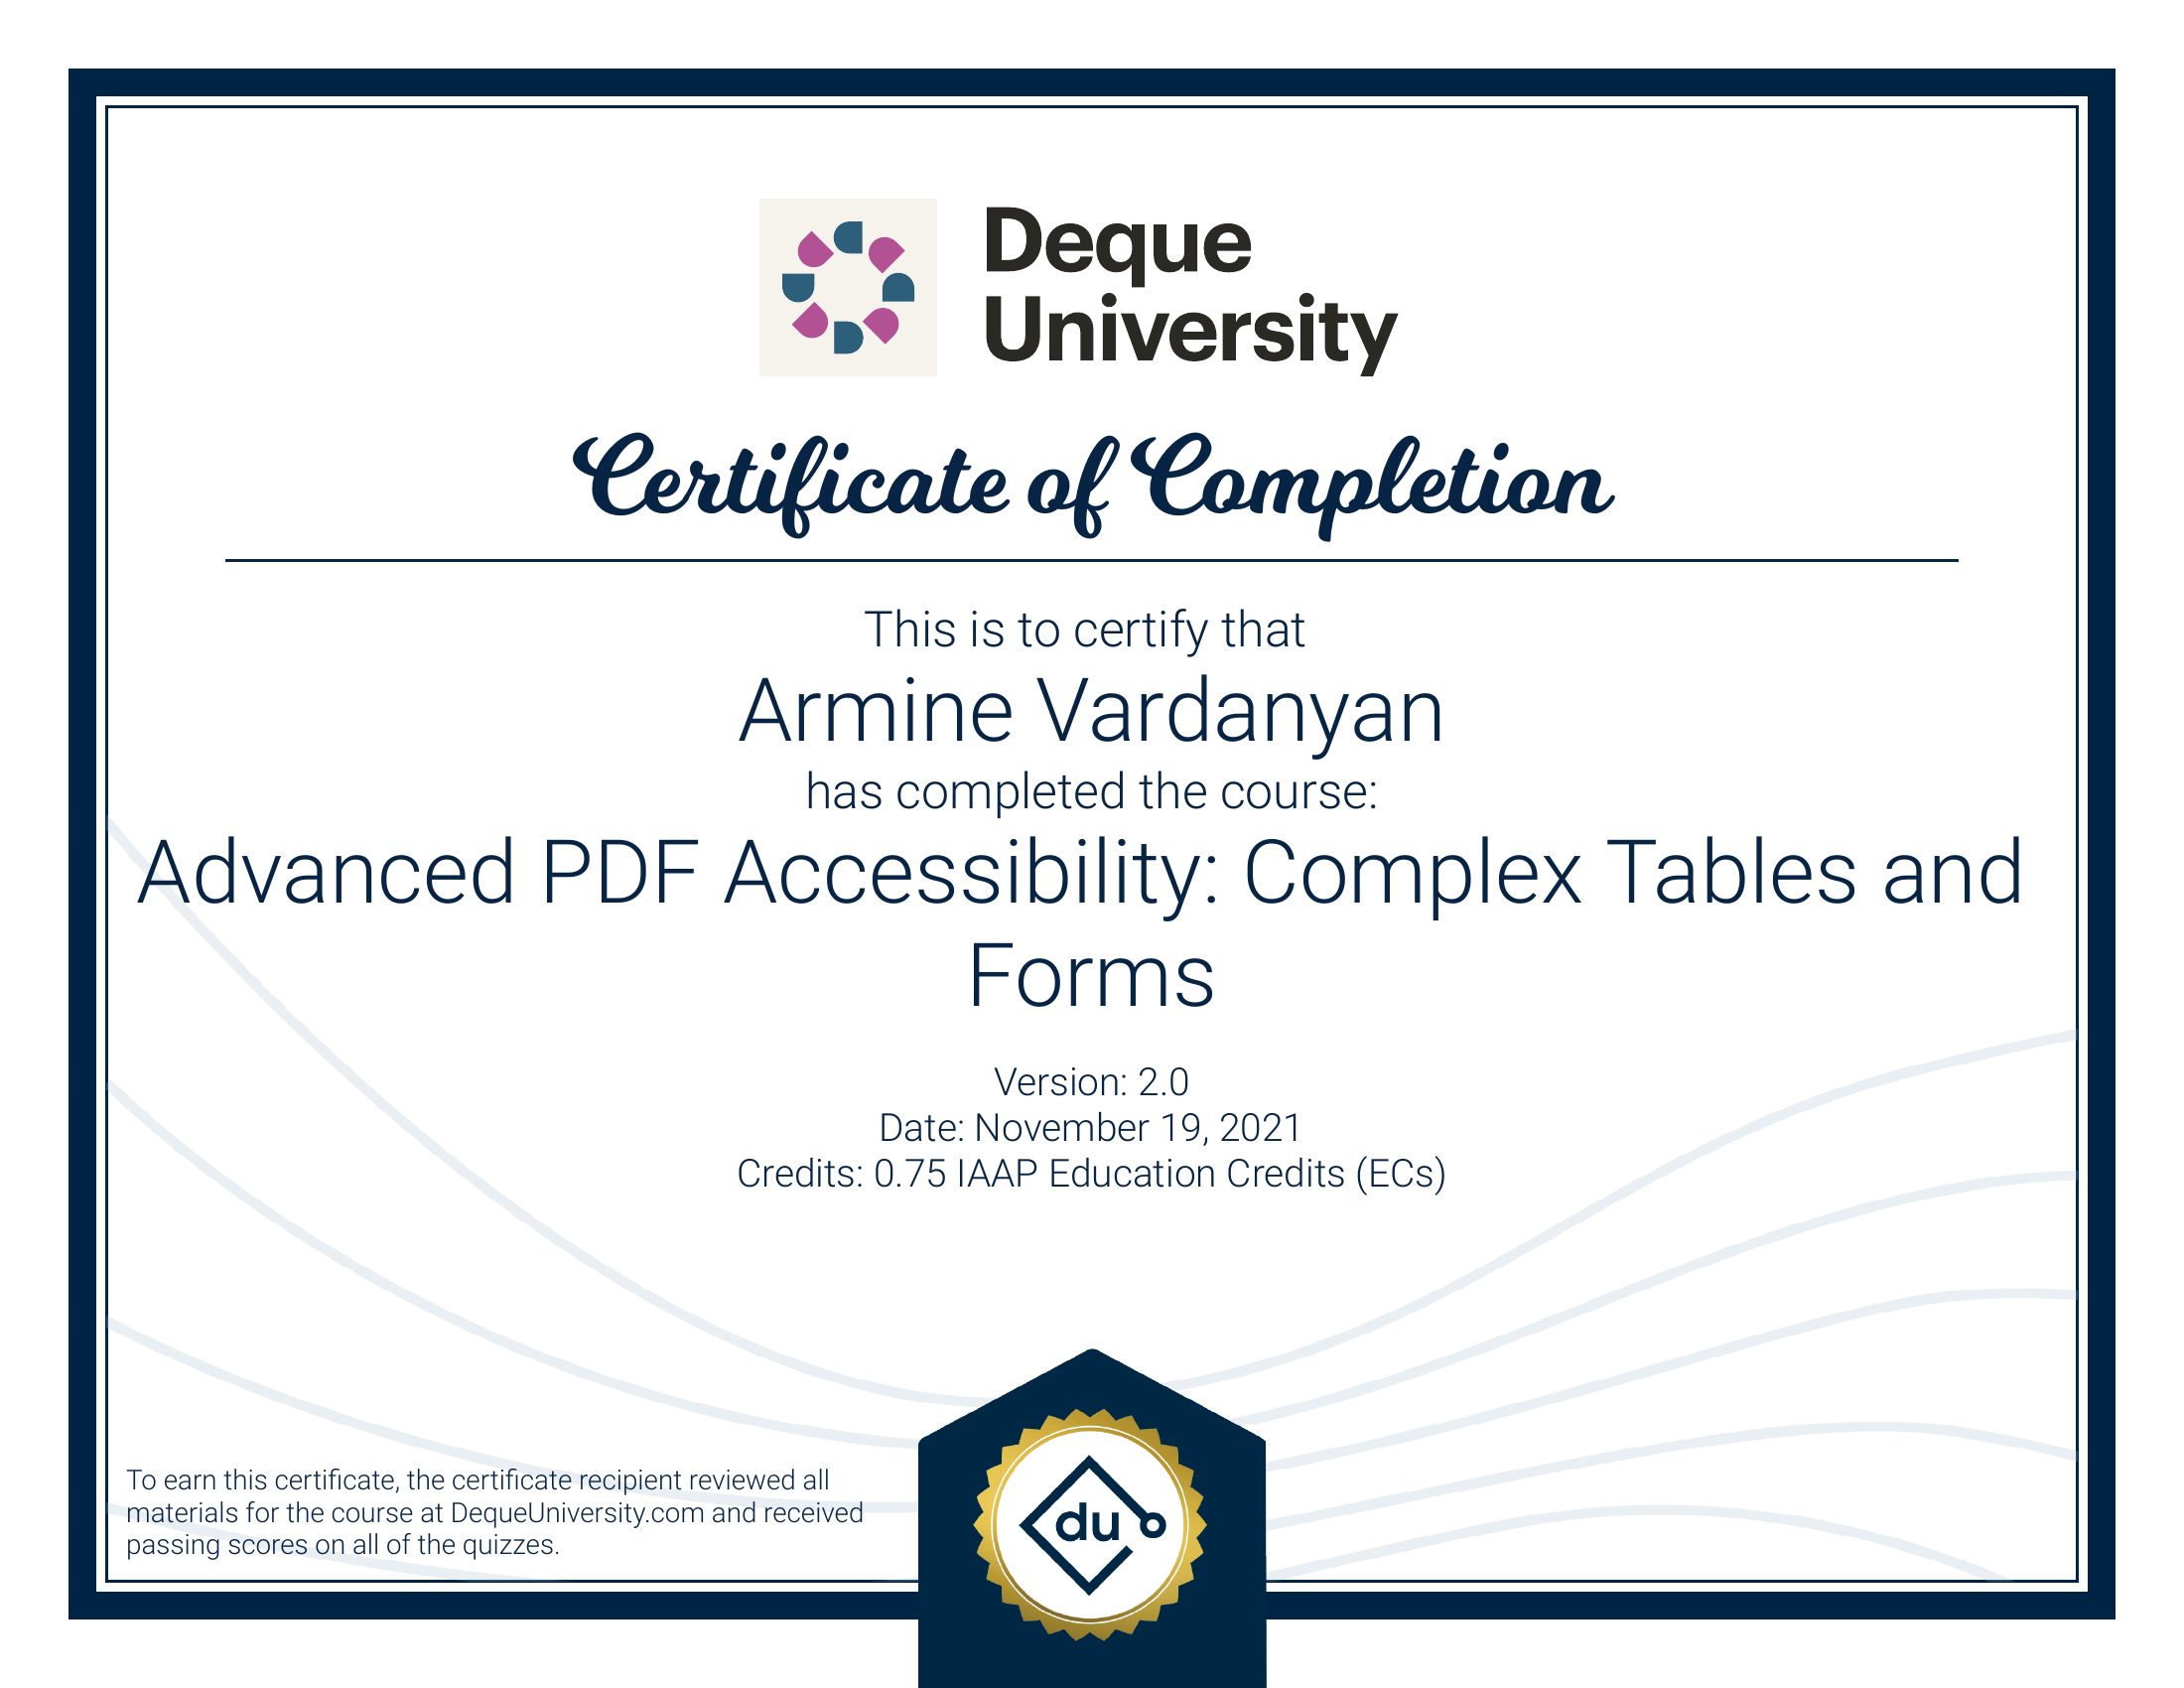 Deque
University
Certificate of Completion
This is to certify that
Armine Vardanyan
has completed the course:
Advanced PDF Accessibility: Complex Tables and
Forms
Version: 2.0
Date: November 19, 2021
Credits: 0.75 IAAP Education Credits (ECs)
To earn this certificate, the certificate recipient reviewed all
materials for the course at DequeUniversity.com and received
passing scores on all of the quizzes.
du